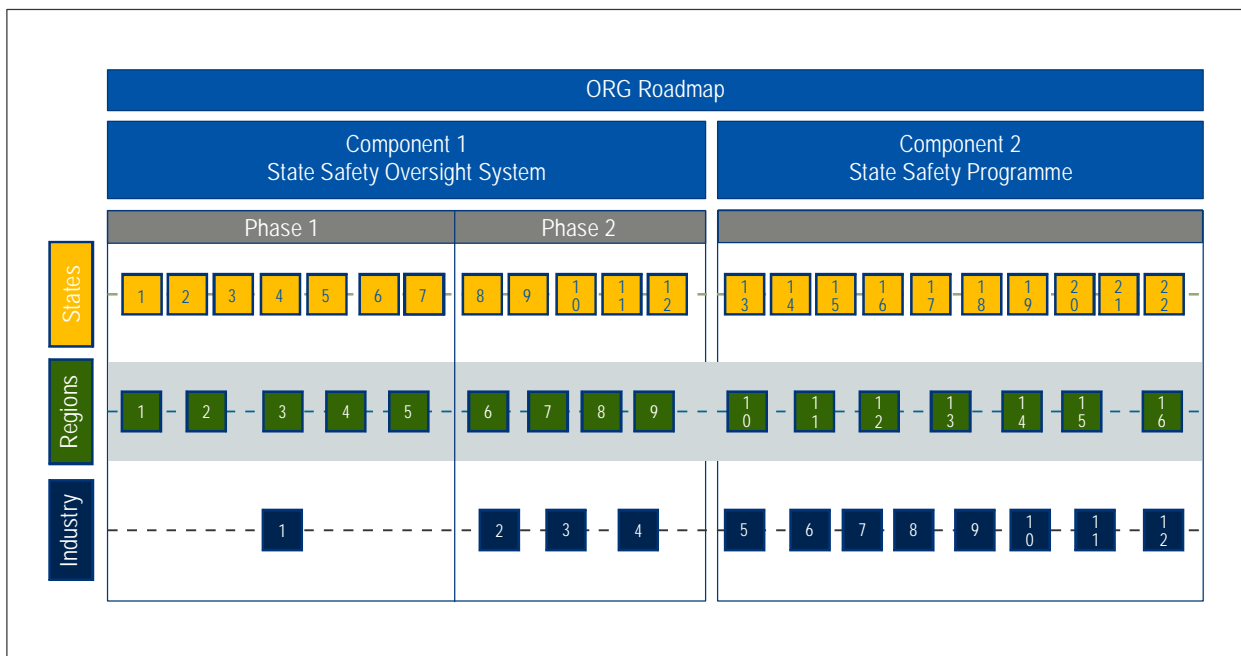 ORG Roadmap
Component 1
State Safety Oversight System
Component 2
State Safety Programme
Phase 1
Phase 2
States
1 2 3 4 5 6 7 8 9 10 11 12 13 14 15 16 17 18 19 20 21 22
Regions
1 2 3 4 5 6 7 8 9 10 11 12 13 14 15 16
Industry
1 2 3 4 5 6 7 8 9 10 11 12